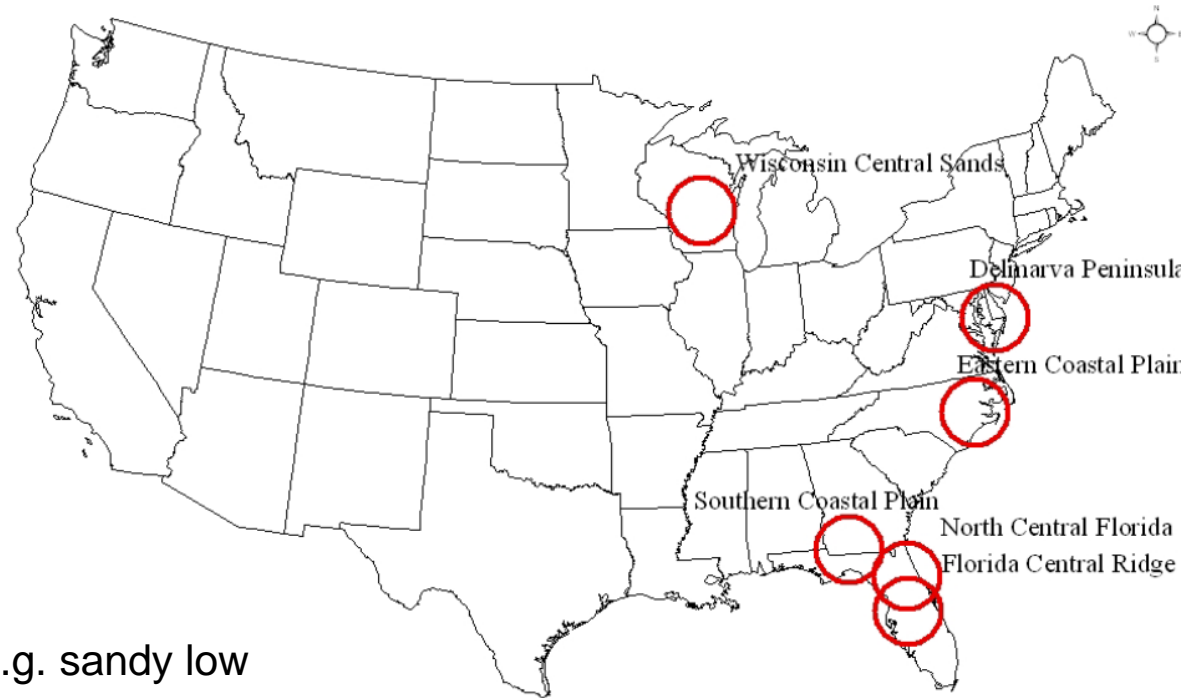 N
W E
S
Wisconsin Central Sands
Delmarva Peninsula
Eastern Coastal Plain
Southern Coastal Plain
North Central Florida
Florida Central Ridge
.g. sandy low